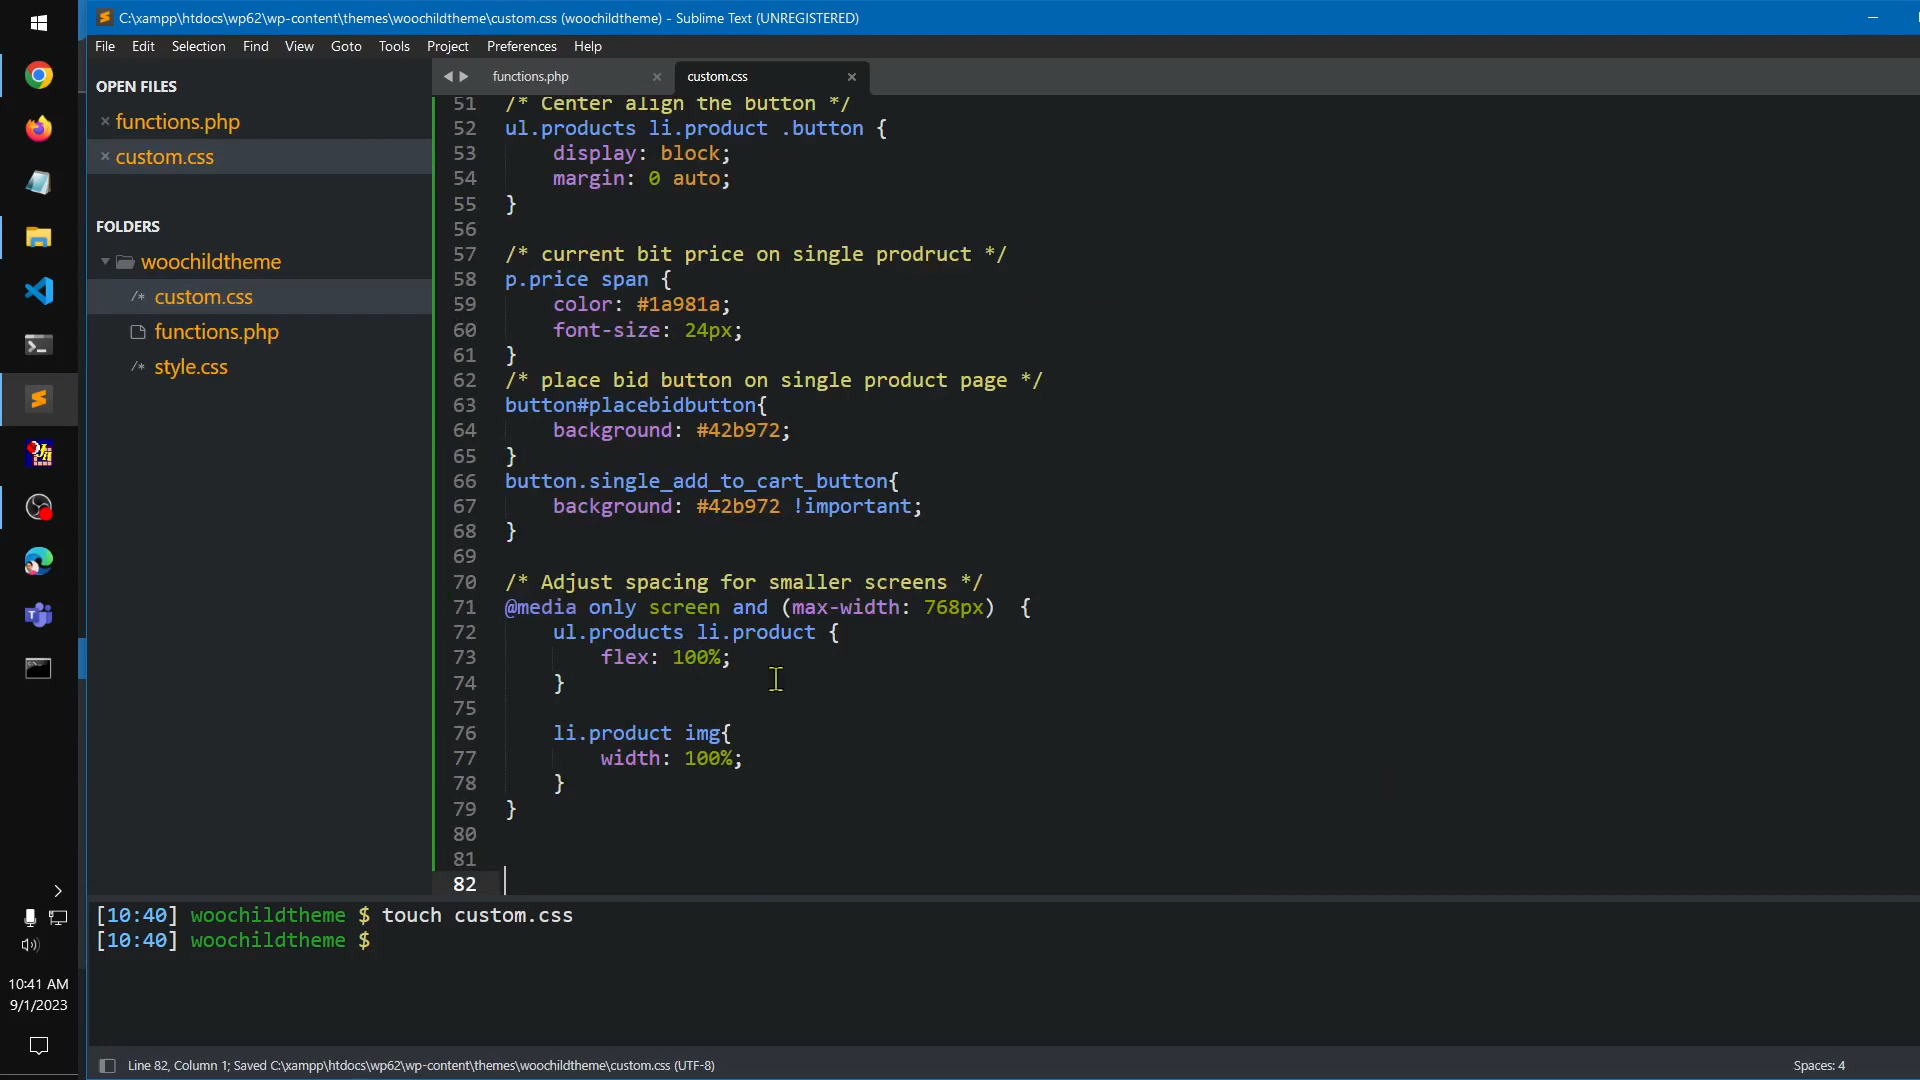 C:\xampp\htdocs\wp62\wp-content\themes\woochildtheme\custom.css (woochildtheme) - Sublime Text (UNREGISTERED)
File Edit Selection Find View Goto Tools Project Preferences Help
OPEN FILES
functions.php
custom.css
FOLDERS
woochildtheme
/* custom.css
functions.php
/* style.css
functions.php
custom.css
51 /* Center align the button */
52 ul.products li.product .button {
53 display: block;
54 margin: 0 auto;
55 }
56
57 /* current bit price on single prodruct */
58 p.price span {
59 color: #1a981a;
60 font-size: 24px;
61 }
62 /* place bid button on single product page */
63 button#placebidbutton{
64 background: #42b972;
65 }
66 button.single_add_to_cart_button{
67 background: #42b972 !important;
68 }
69
70 /* Adjust spacing for smaller screens */
71 @media only screen and (max-width: 768px)  {
72 ul.products li.product {
73 flex: 100%;
74 }
75
76 li.product img{
77 width: 100%;
78 }
79 }
80
81
82
[10:40] woochildtheme $ touch custom.css
[10:40] woochildtheme $
10:41 AM
9/1/2023
Line 82, Column 1; Saved C:\xampp\htdocs\wp62\wp-content\themes\woochildtheme\custom.css (UTF-8)
Spaces: 4